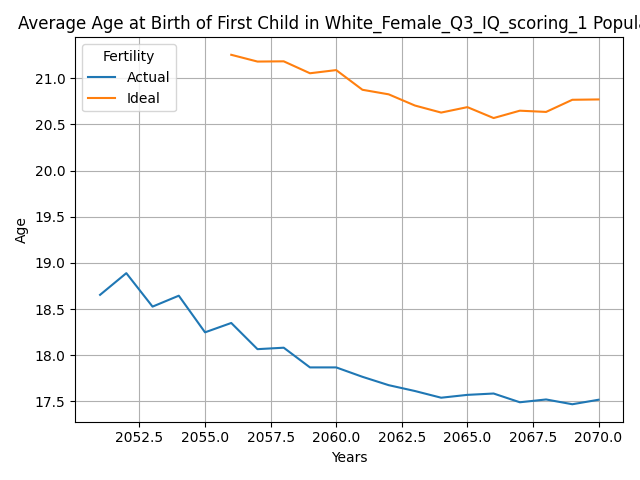 Average Age at Birth of First Child in White_Female_Q3_IQ_scoring_1 Popula
Fertility
Actual
Ideal
21.0
20.5
20.0
19.5
19.0
18.5
18.0
17.5
Age
2052.5 2055.0 2057.5 2060.0 2062.5 2065.0 2067.5 2070.0
Years